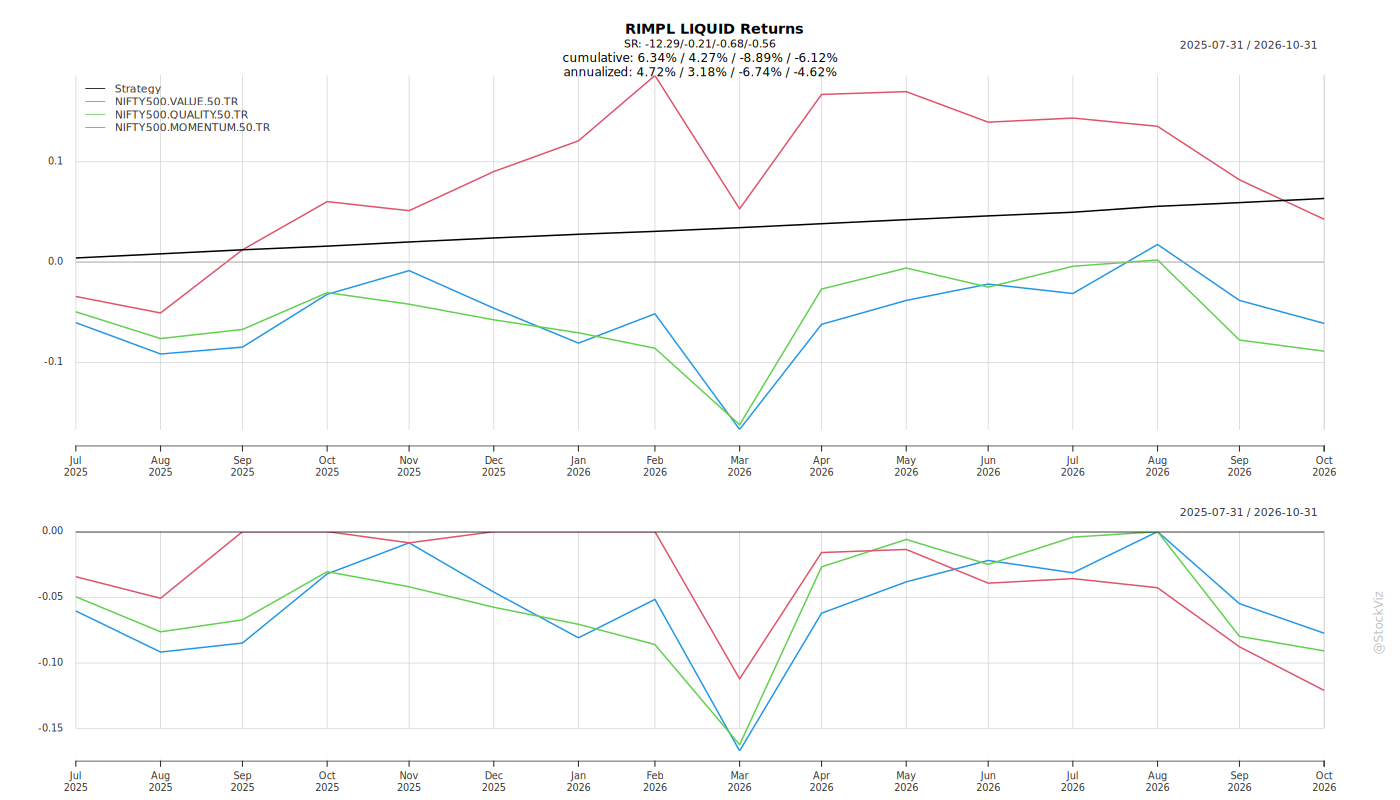 RIMPL LIQUID Returns
SR: -12.29/-0.21/-0.68/-0.56
cumulative: 6.34% / 4.27% / -8.89% / -6.12%
annualized: 4.72% / 3.18% / -6.74% / -4.62%
2025-07-31 / 2026-10-31
Strategy
NIFTY500.VALUE.50.TR
NIFTY500.QUALITY.50.TR
NIFTY500.MOMENTUM.50.TR
0.1
0.0
-0.1
Jul Aug Sep Oct Nov Dec Jan Feb Mar Apr May Jun Jul Aug Sep Oct
2025 2025 2025 2025 2025 2025 2026 2026 2026 2026 2026 2026 2026 2026 2026 2026
2025-07-31 / 2026-10-31
0.00
-0.05
-0.10
-0.15
Jul Aug Sep Oct Nov Dec Jan Feb Mar Apr May Jun Jul Aug Sep Oct
2025 2025 2025 2025 2025 2025 2026 2026 2026 2026 2026 2026 2026 2026 2026 2026
@StockViz